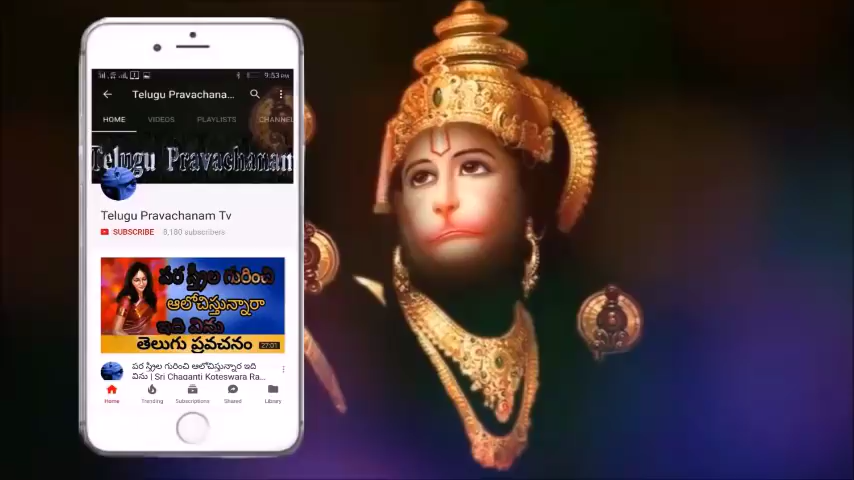 9:53 PM
Telugu Pravachana...
HOME VIDEOS PLAYLISTS CHANNEL
Telugu Pravachanam
Telugu Pravachanam Tv
SUBSCRIBE 8,180 subscribers
పర స్త్రీల గురించి
ఆలోచిస్తున్నారా
ఇది విను
తెలుగు ప్రవచనం 27:01
పర స్త్రీల గురించి ఆలోచిస్తున్నార ఇది
విను | Sri Chaganti Koteswara Ra...
Home Trending Subscriptions Shared Library